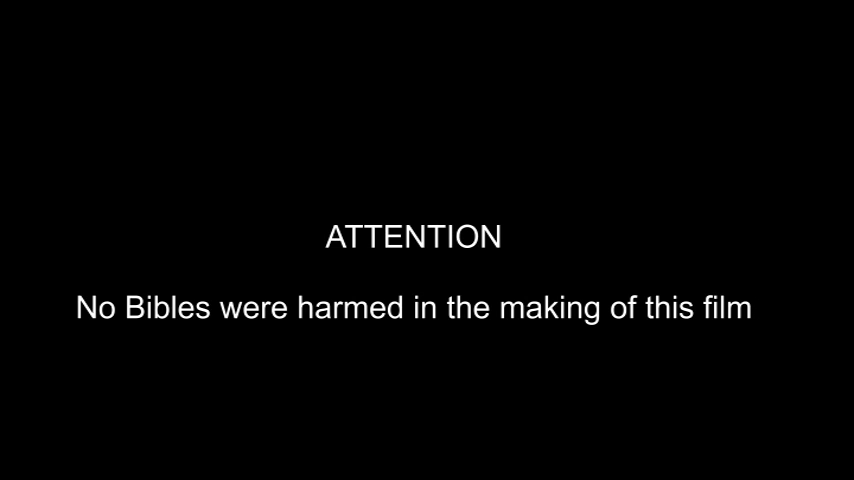 ATTENTION
No Bibles were harmed in the making of this film